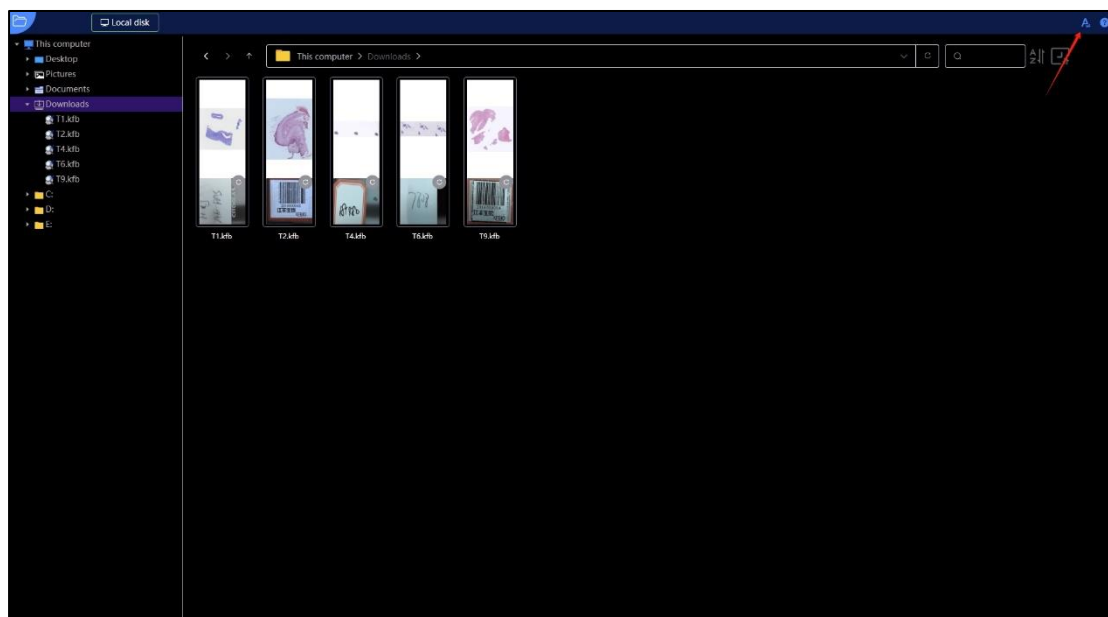 Local disk
This computer
Desktop
Pictures
Documents
Downloads
T1.kfb
T2.kfb
T4.kfb
T6.kfb
T9.kfb
C:
D:
E:
This computer > Downloads >
T1.kfb
T2.kfb
T4.kfb
T6.kfb
T9.kfb